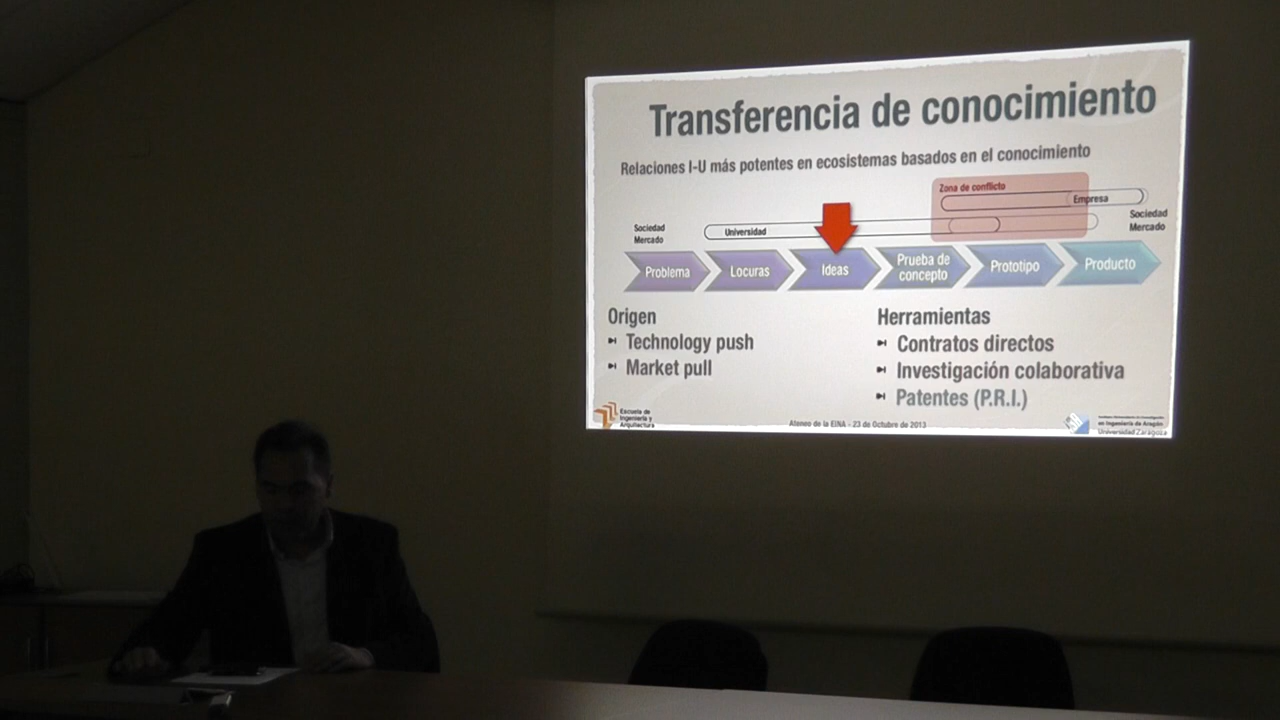 Transferencia de conocimiento
Relaciones I-U más potentes en ecosistemas basados en el conocimiento
Zona de conflicto
Empresa
Sociedad
Mercado
Universidad
Sociedad
Mercado
Problema
Locuras
Ideas
Prueba de
concepto
Prototipo
Producto
Origen
Technology push
Market pull
Herramientas
Contratos directos
Investigación colaborativa
Patentes (P.R.I.)
Escuela de
Ingeniería y
Arquitectura
Ateneo de la EINA - 23 de Octubre de 2013
Instituto Universitario de Investigación
en Ingeniería de Aragón
Universidad Zaragoza